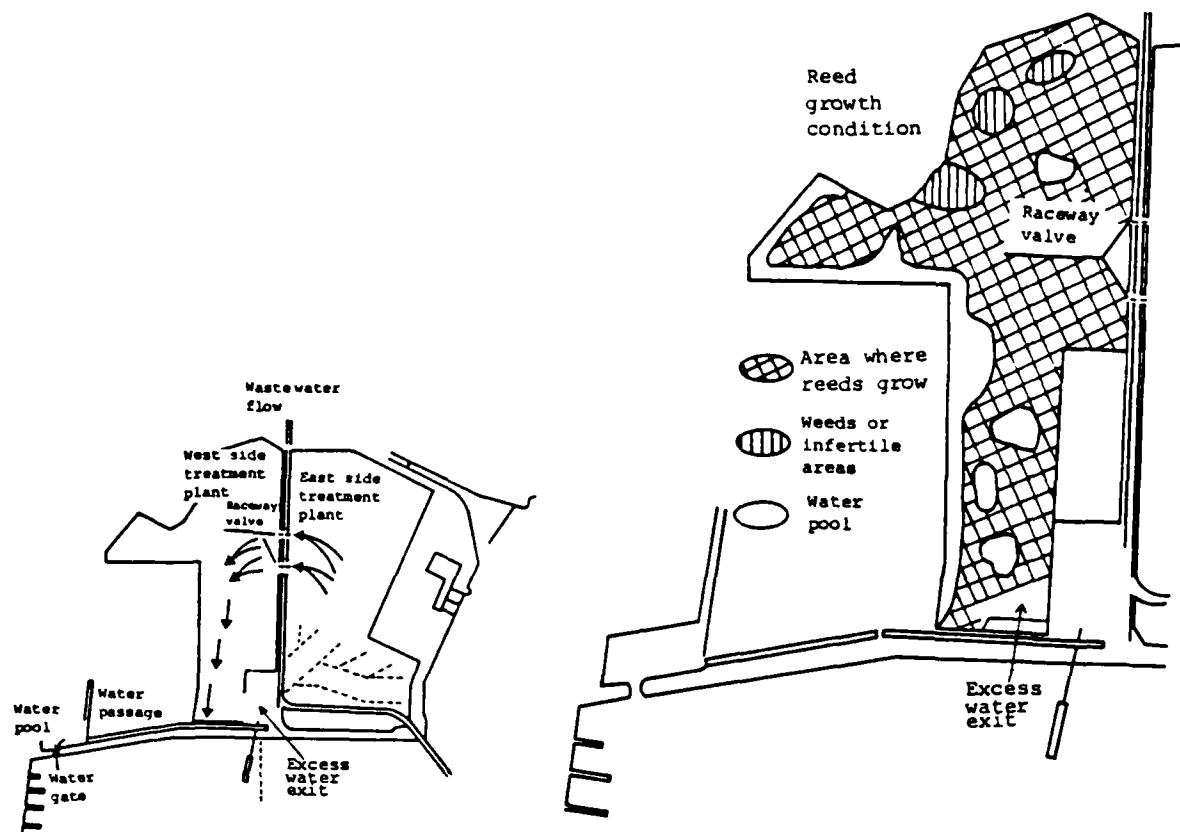 Wastewater
flow
West side
treatment
plant
East side
treatment
plant
Raceway
valve
Water
passage
Water
pool
Water
gate
Excess
water
exit
Reed
growth
condition
Raceway
valve
Area where
reeds grow
Weeds or
infertile
areas
Water
pool
Excess
water
exit